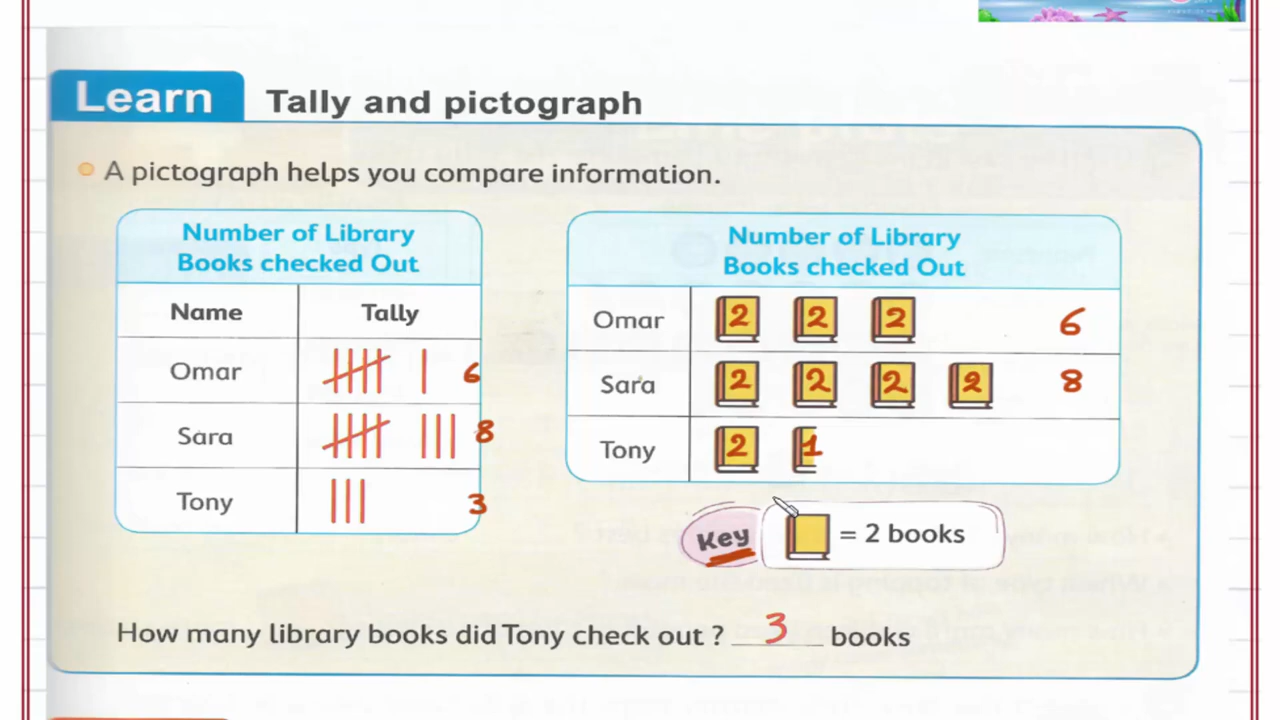 Learn Tally and pictograph
A pictograph helps you compare information.
Number of Library
Books checked Out
Name Tally
Omar 6
Sara 8
Tony 3
Number of Library
Books checked Out
Omar 2 2 2 6
Sara 2 2 2 2 8
Tony 2 1
Key = 2 books
How many library books did Tony check out ? 3 books